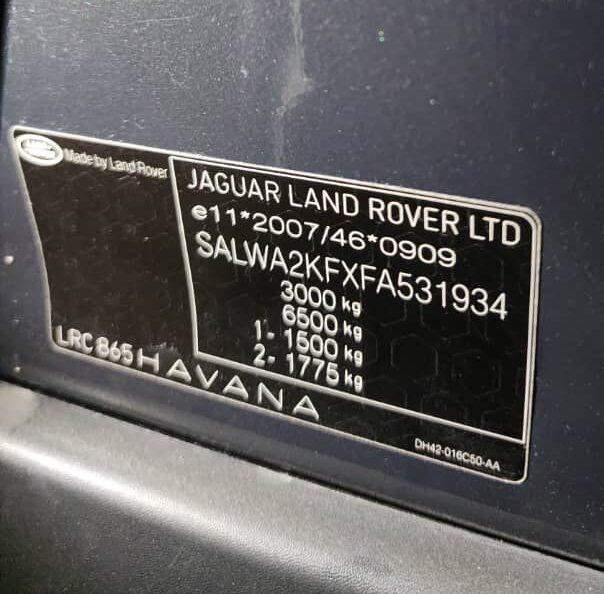 Made by Land Rover
JAGUAR LAND ROVER LTD
e11*2007/46*0909
SALWA2KFXFA531934
3000 kg
6500 kg
1- 1500 kg
2- 1775 kg
LRC 865 HAVANA
DH42-016C50-AA